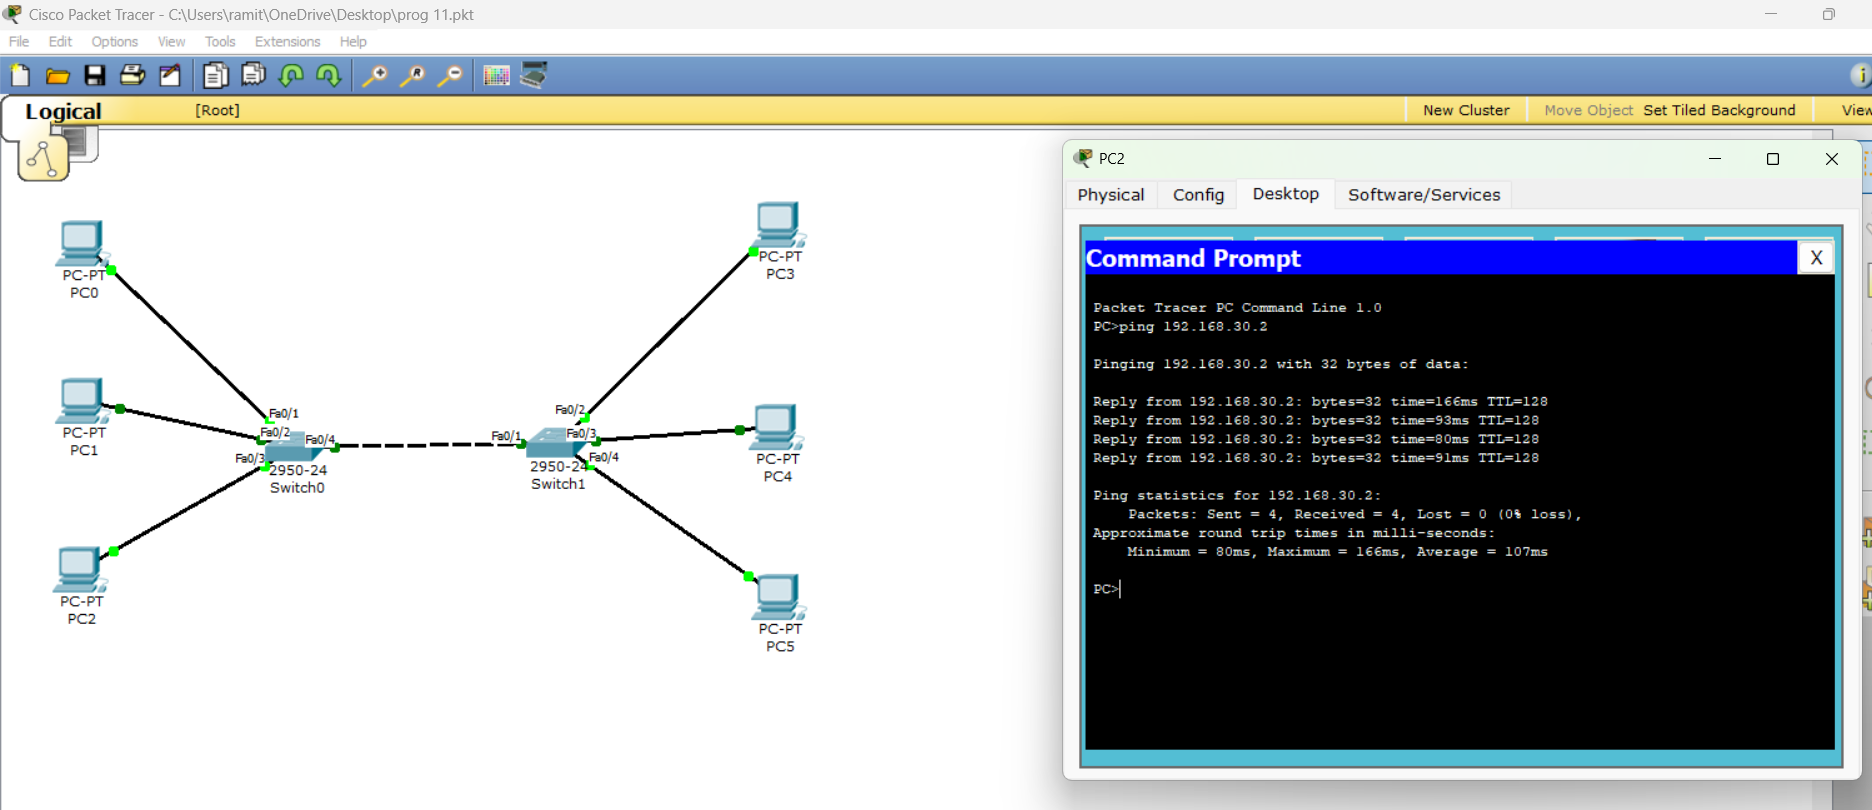 Cisco Packet Tracer - C:\Users\ramit\OneDrive\Desktop\prog 11.pkt
File Edit Options View Tools Extensions Help
Logical [Root] New Cluster Move Object Set Tiled Background View
PC2
Physical Config Desktop Software/Services
Command Prompt X
Packet Tracer PC Command Line 1.0
PC>ping 192.168.30.2
Pinging 192.168.30.2 with 32 bytes of data:
Reply from 192.168.30.2: bytes=32 time=166ms TTL=128
Reply from 192.168.30.2: bytes=32 time=93ms TTL=128
Reply from 192.168.30.2: bytes=32 time=80ms TTL=128
Reply from 192.168.30.2: bytes=32 time=91ms TTL=128
Ping statistics for 192.168.30.2:
Packets: Sent = 4, Received = 4, Lost = 0 (0% loss),
Approximate round trip times in milli-seconds:
Minimum = 80ms, Maximum = 166ms, Average = 107ms
PC>
PC-PT
PC0
PC-PT
PC1
PC-PT
PC2
Fa0/1
Fa0/2
Fa0/4
Fa0/3
2950-24
Switch0
Fa0/2
Fa0/1
Fa0/3
Fa0/4
2950-24
Switch1
PC-PT
PC3
PC-PT
PC4
PC-PT
PC5